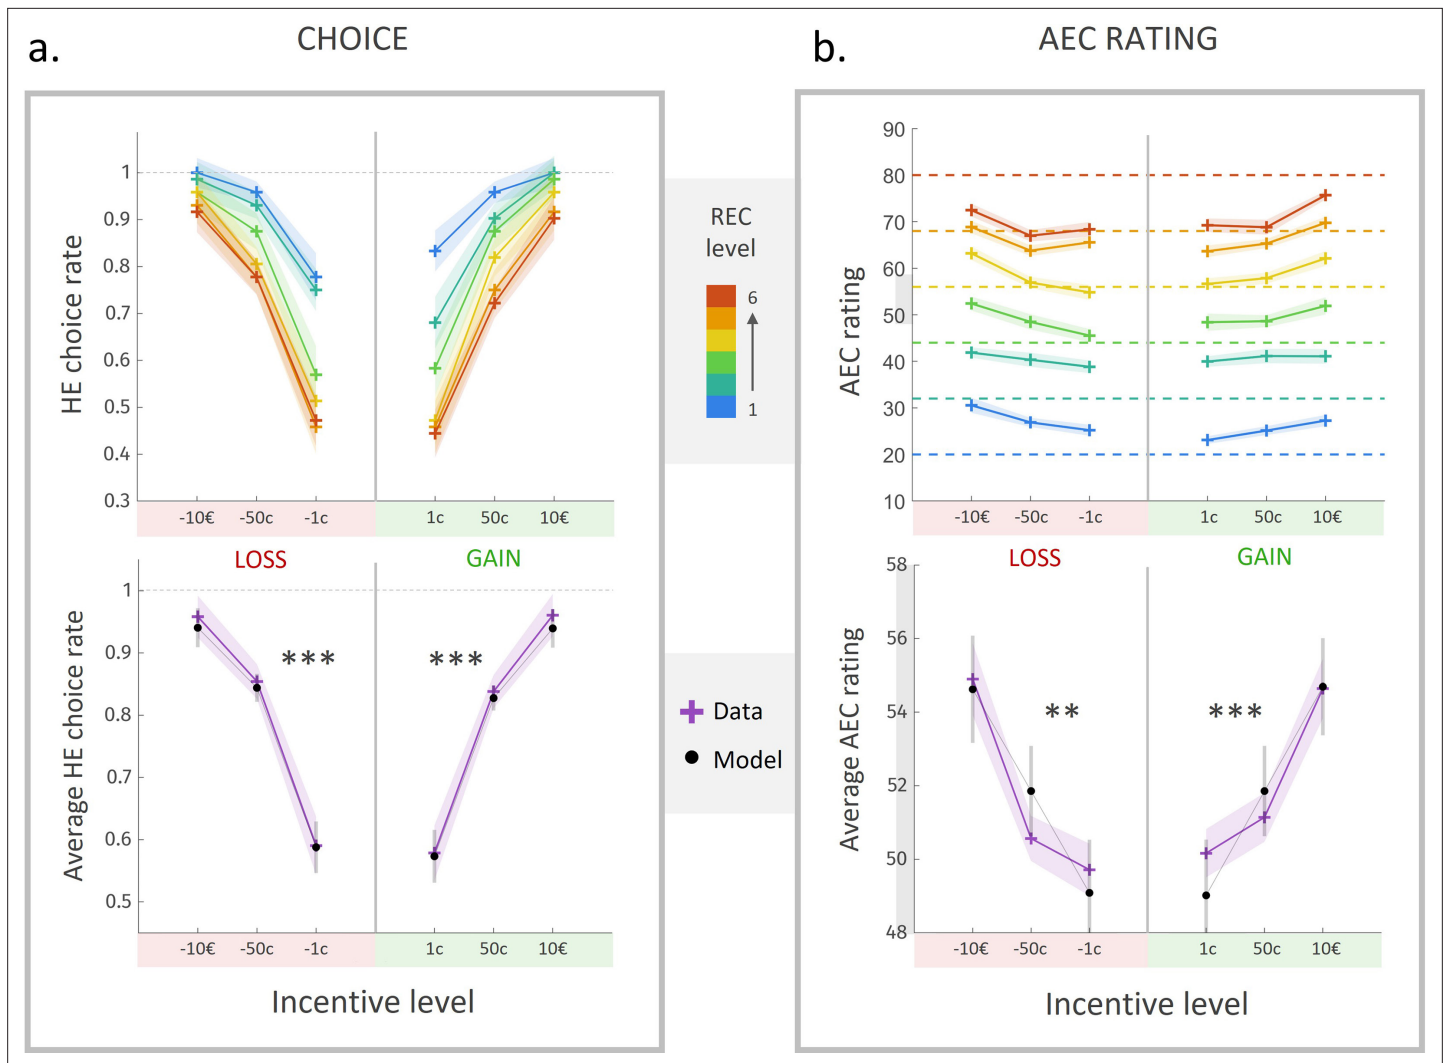 a.
CHOICE
b.
AEC RATING
HE choice rate
1
0.9
0.8
0.7
0.6
0.5
0.4
0.3
-10€ -50c -1c 1c 50c 10€
REC
level
6
1
AEC rating
90
80
70
60
50
40
30
20
10
-10€ -50c -1c 1c 50c 10€
LOSS GAIN
Average HE choice rate
1
0.9
0.8
0.7
0.6
0.5
*** ***
-10€ -50c -1c 1c 50c 10€
Incentive level
Data
Model
LOSS GAIN
Average AEC rating
58
56
54
52
50
48
** ***
-10€ -50c -1c 1c 50c 10€
Incentive level